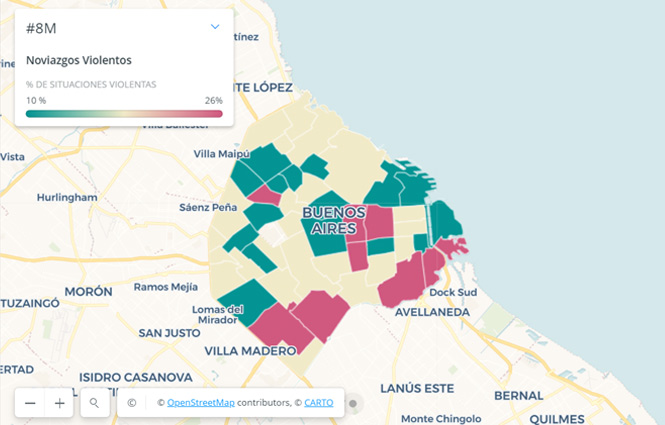 #8M
Noviazgos Violentos
% DE SITUACIONES VIOLENTAS
10 % 26%
NTE LÓPEZ
Villa Ballester
Villa Maipú
Vista
Hurlingham
Sáenz Peña
BUENOS
AIRES
MORÓN
Ramos Mejía
TUZAINGÓ
Lomas del
Mirador
Dock Sud
AVELLANEDA
SAN JUSTO
VILLA MADERO
ISIDRO CASANOVA
LANÚS ESTE
BERNAL
© © OpenStreetMap contributors, © CARTO
Monte Chingolo
QUILMES